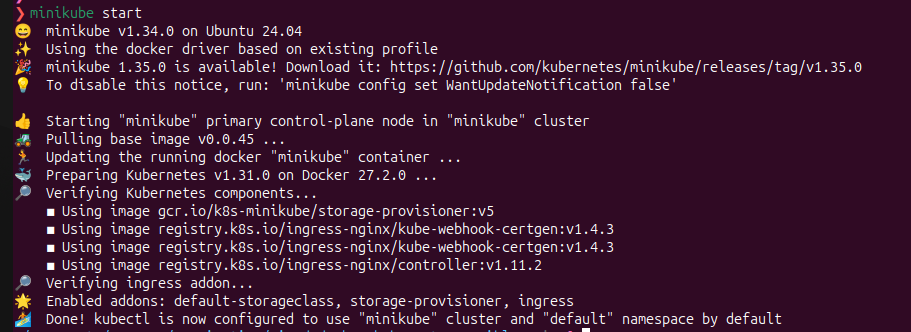 ❯ minikube start
😄 minikube v1.34.0 on Ubuntu 24.04
✨ Using the docker driver based on existing profile
🎉 minikube 1.35.0 is available! Download it: https://github.com/kubernetes/minikube/releases/tag/v1.35.0
💡 To disable this notice, run: 'minikube config set WantUpdateNotification false'
👍 Starting "minikube" primary control-plane node in "minikube" cluster
🚜 Pulling base image v0.0.45 ...
🏃 Updating the running docker "minikube" container ...
🐳 Preparing Kubernetes v1.31.0 on Docker 27.2.0 ...
🔎 Verifying Kubernetes components...
▪ Using image gcr.io/k8s-minikube/storage-provisioner:v5
▪ Using image registry.k8s.io/ingress-nginx/kube-webhook-certgen:v1.4.3
▪ Using image registry.k8s.io/ingress-nginx/kube-webhook-certgen:v1.4.3
▪ Using image registry.k8s.io/ingress-nginx/controller:v1.11.2
🔎 Verifying ingress addon...
🌟 Enabled addons: default-storageclass, storage-provisioner, ingress
🏄 Done! kubectl is now configured to use "minikube" cluster and "default" namespace by default